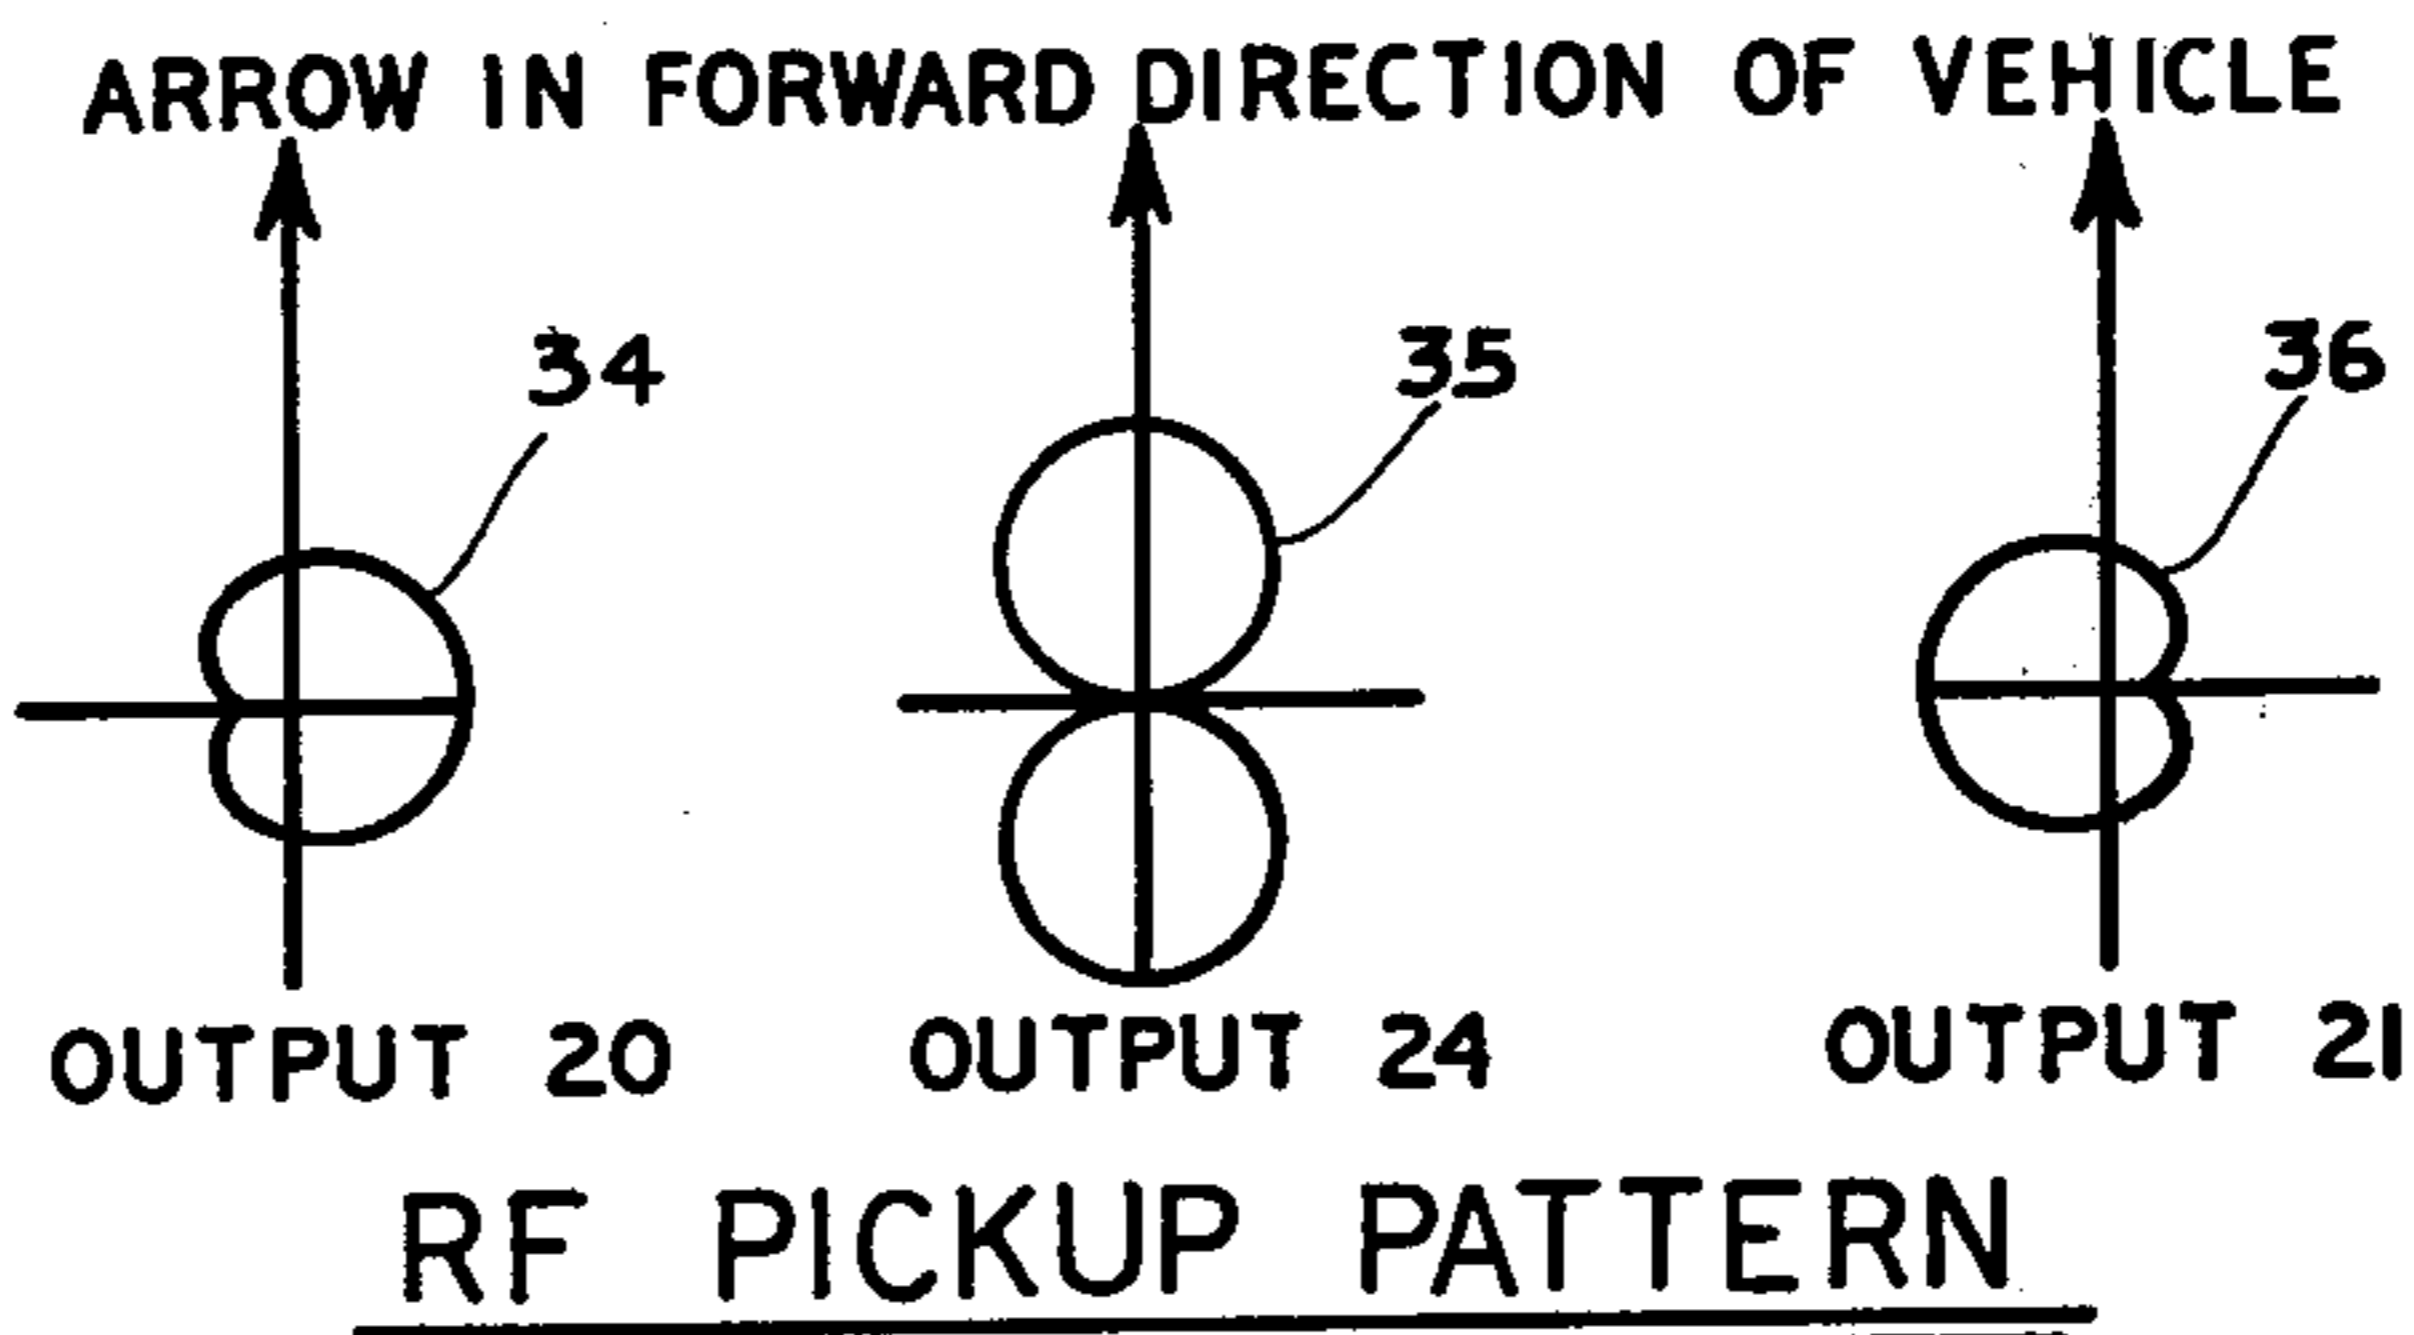 ARROW IN FORWARD DIRECTION OF VEHICLE
34 35 36
OUTPUT 20 OUTPUT 24 OUTPUT 21
RF PICKUP PATTERN